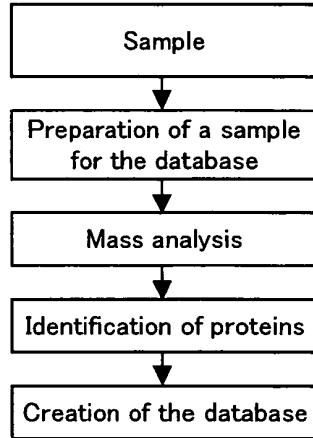 Sample
Preparation of a sample
for the database
Mass analysis
Identification of proteins
Creation of the database